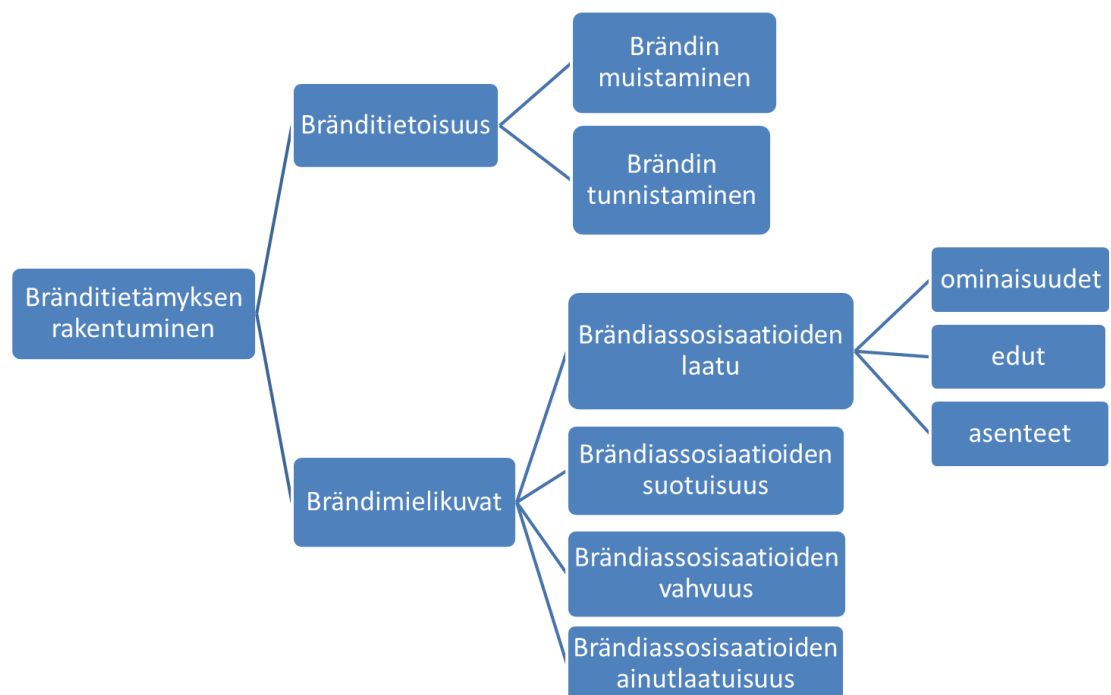 Brändin
muistaminen
Bränditietoisuus
Brändin
tunnistaminen
Bränditietämyksen
rakentuminen
ominaisuudet
Brändiassosisaatioiden
laatu
edut
asenteet
Brändiassosiaatioiden
suotuisuus
Brändimielikuvat
Brändiassosisaatioiden
vahvuus
Brändiassosisaatioiden
ainutlaatuisuus